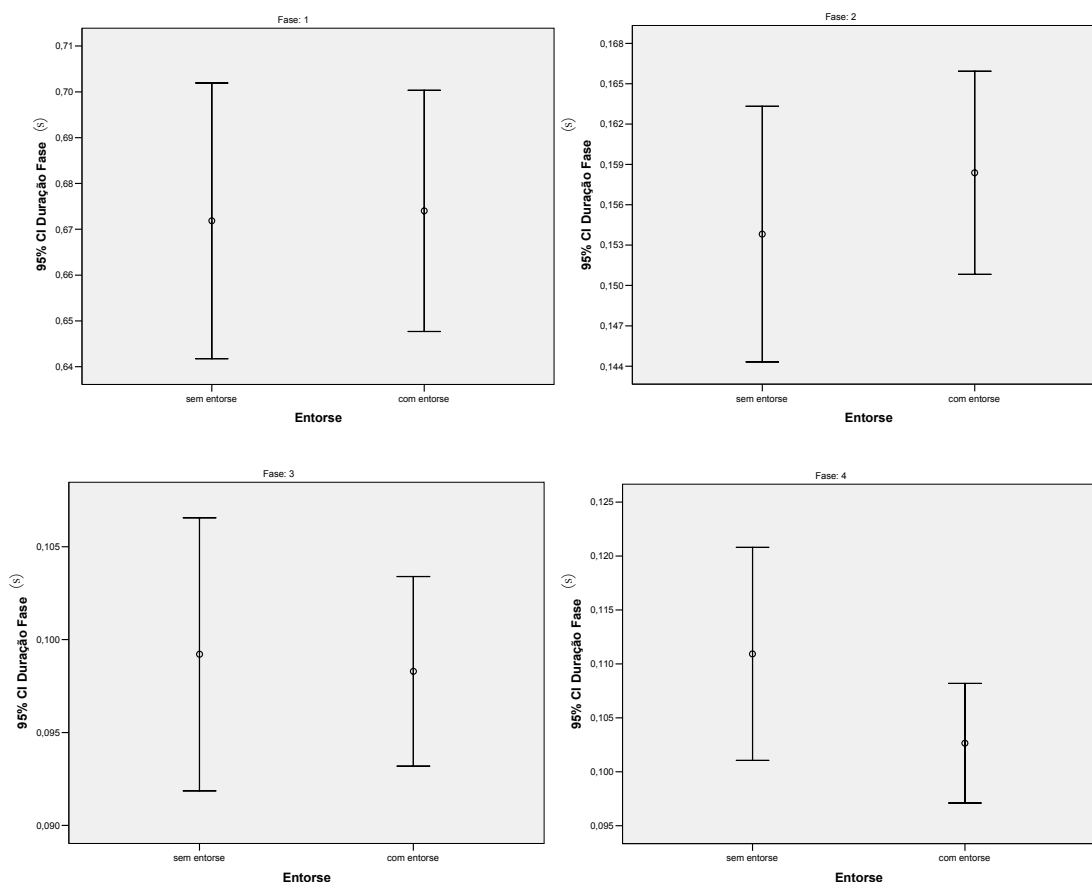 Fase: 1
0,71
0,70
0,69
0,68
0,67
0,66
0,65
0,64
95% CI Duração Fase (s)
sem entorse
com entorse
Entorse
Fase: 2
0,168
0,165
0,162
0,159
0,156
0,153
0,150
0,147
0,144
95% CI Duração Fase (s)
sem entorse
com entorse
Entorse
Fase: 3
0,105
0,100
0,095
0,090
95% CI Duração Fase (s)
sem entorse
com entorse
Entorse
Fase: 4
0,125
0,120
0,115
0,110
0,105
0,100
0,095
95% CI Duração Fase (s)
sem entorse
com entorse
Entorse